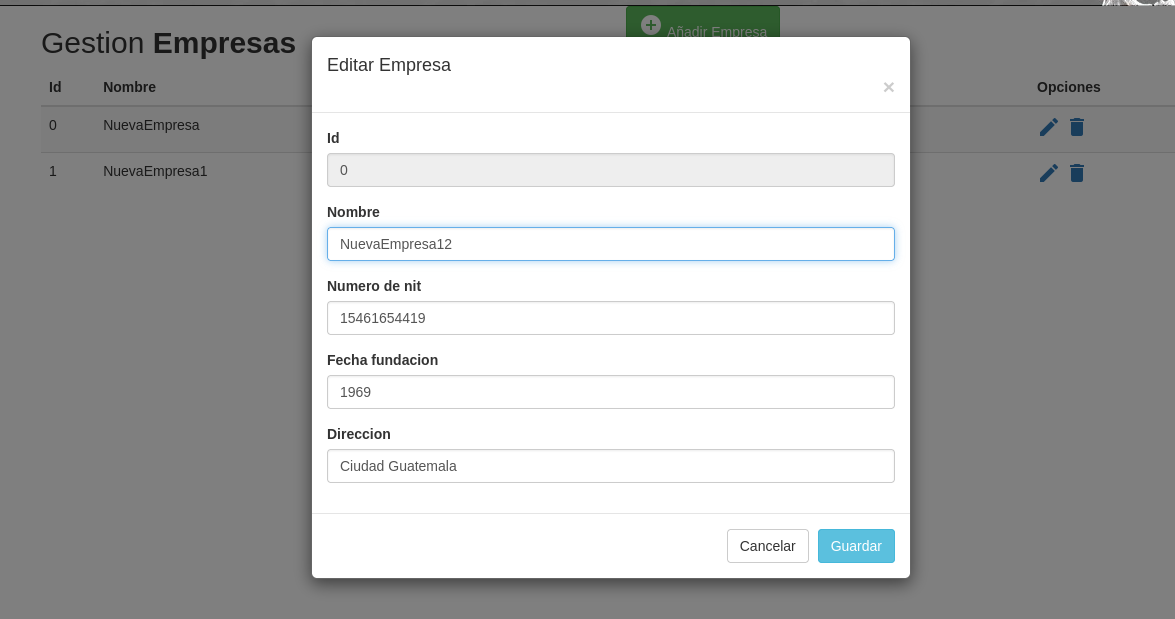 Añadir Empresa
Gestion Empresas
Id Nombre Opciones
0 NuevaEmpresa
1 NuevaEmpresa1
Editar Empresa
×
Id
0
Nombre
NuevaEmpresa12
Numero de nit
15461654419
Fecha fundacion
1969
Direccion
Ciudad Guatemala
Cancelar Guardar